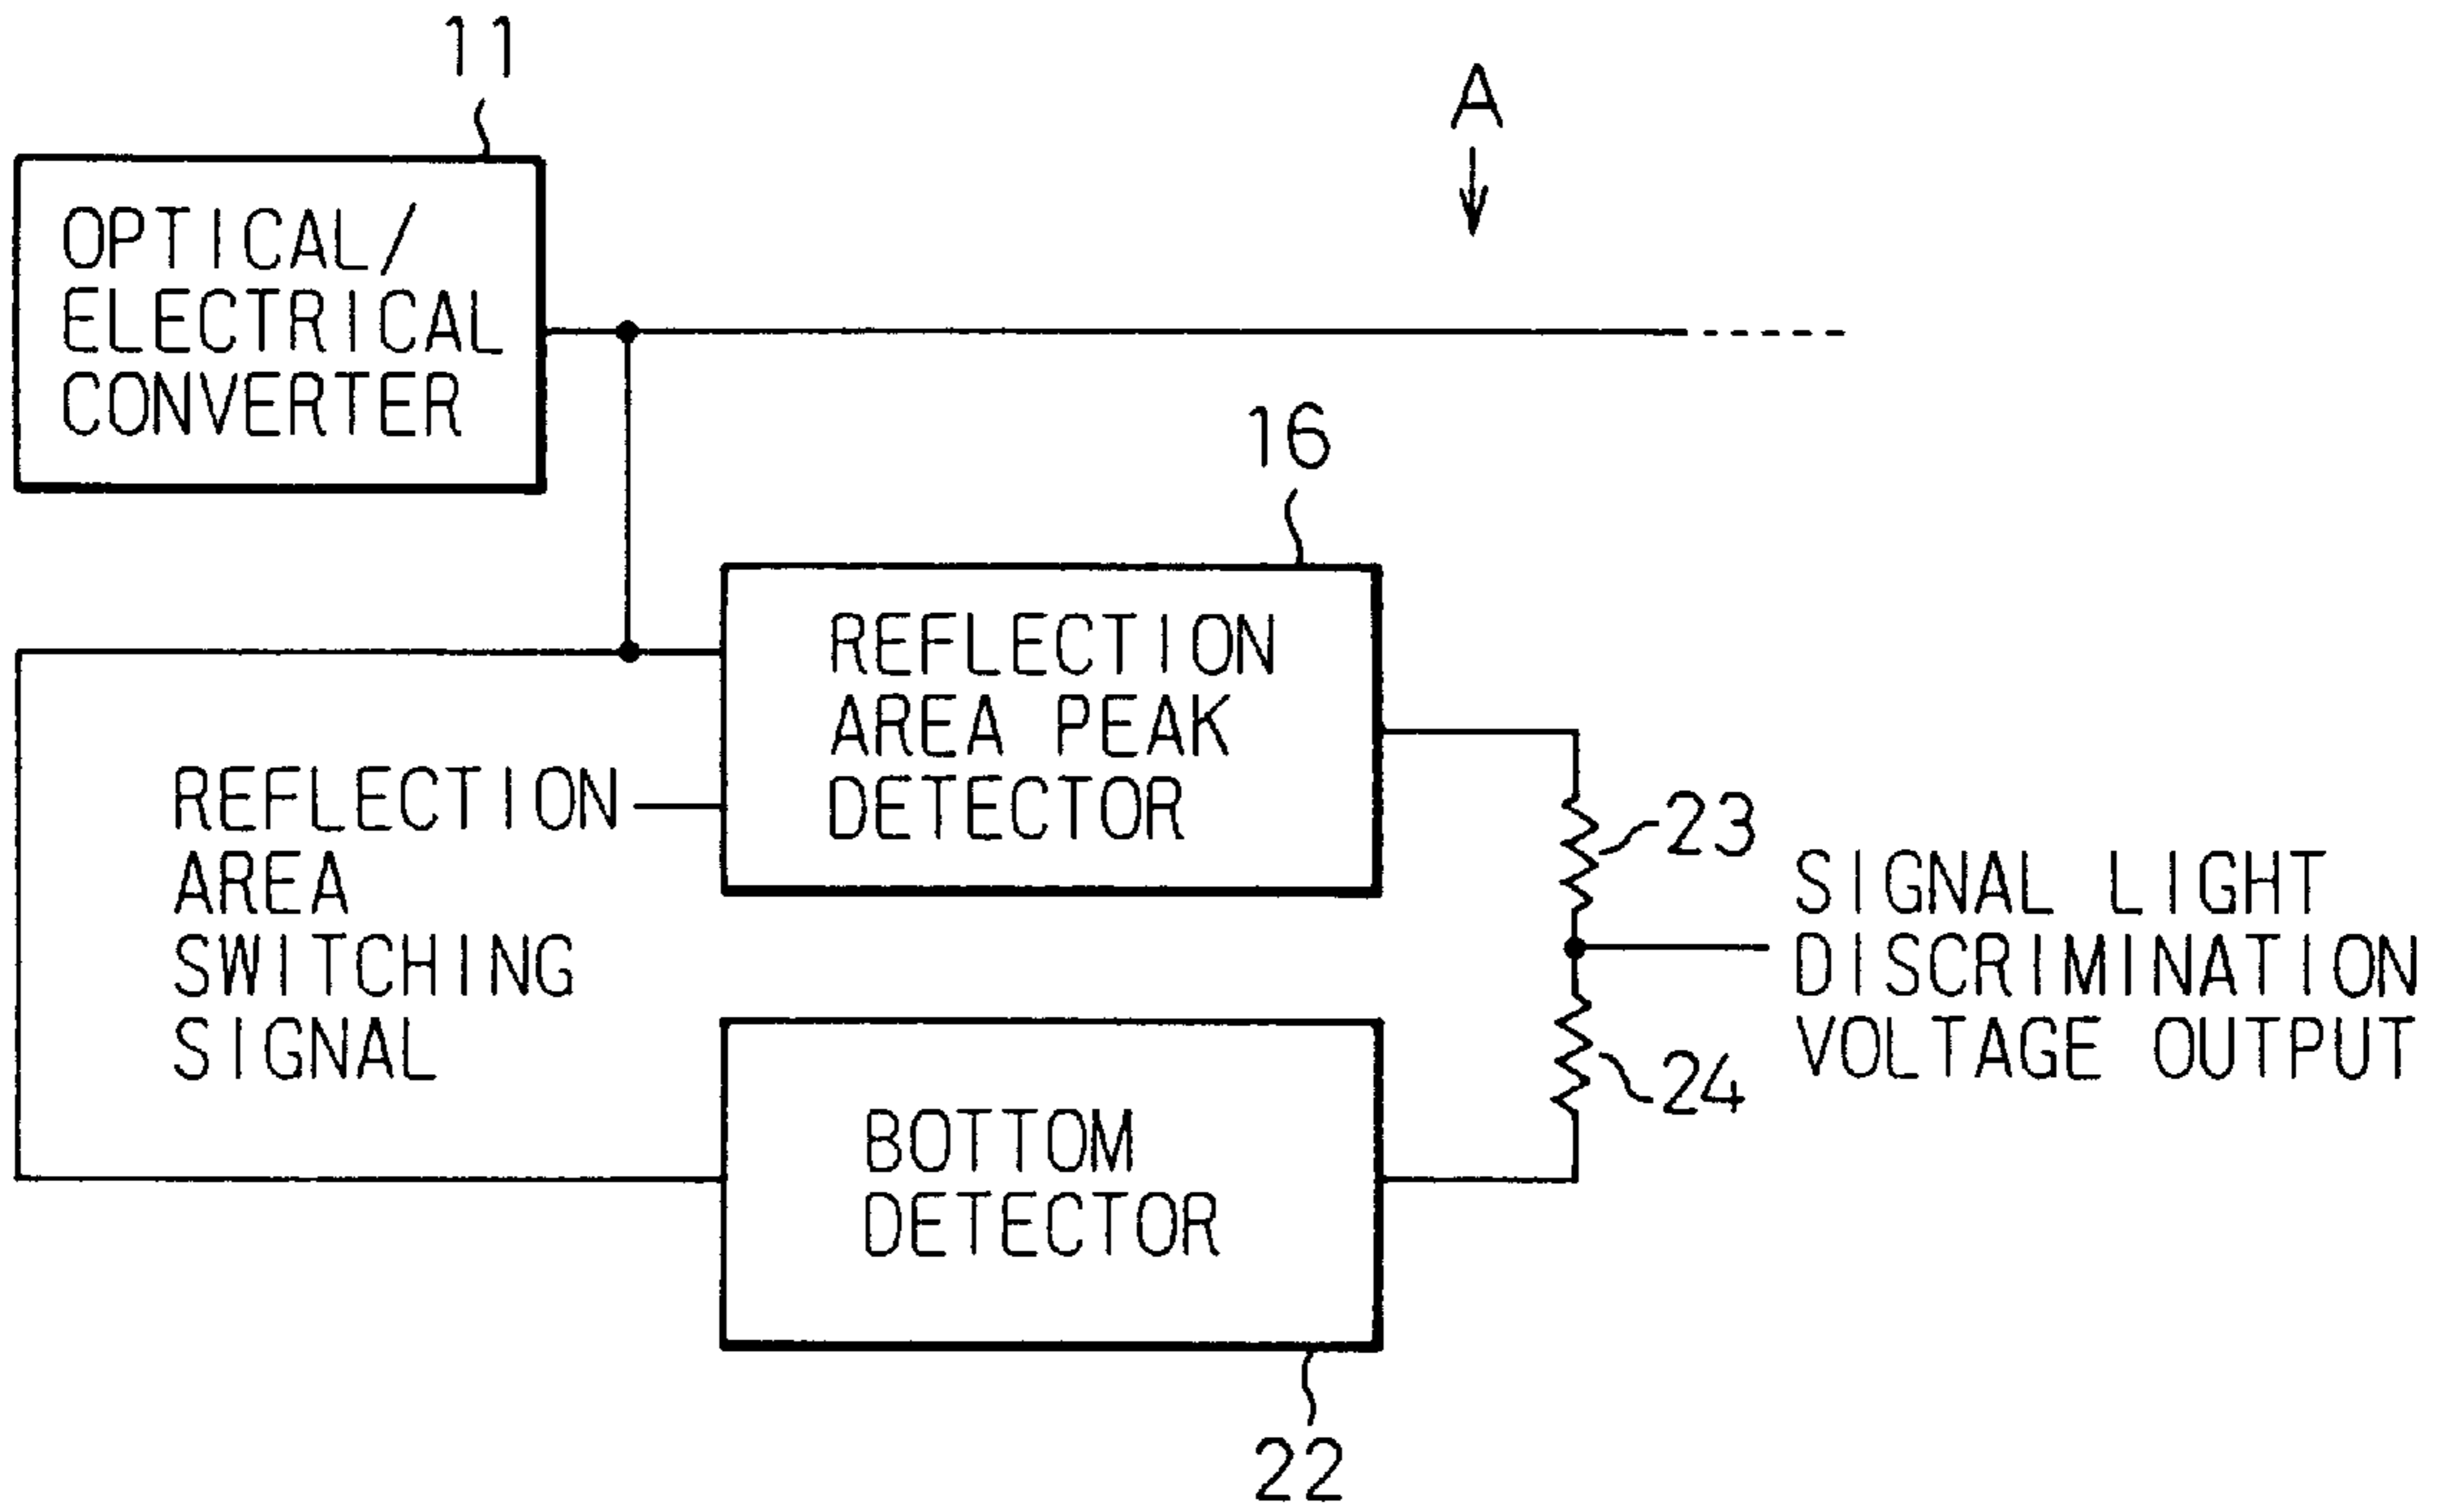 11
A
OPTICAL/
ELECTRICAL
CONVERTER
16
REFLECTION
AREA PEAK
DETECTOR
REFLECTION
AREA
SWITCHING
SIGNAL
23
SIGNAL LIGHT
DISCRIMINATION
VOLTAGE OUTPUT
24
BOTTOM
DETECTOR
22